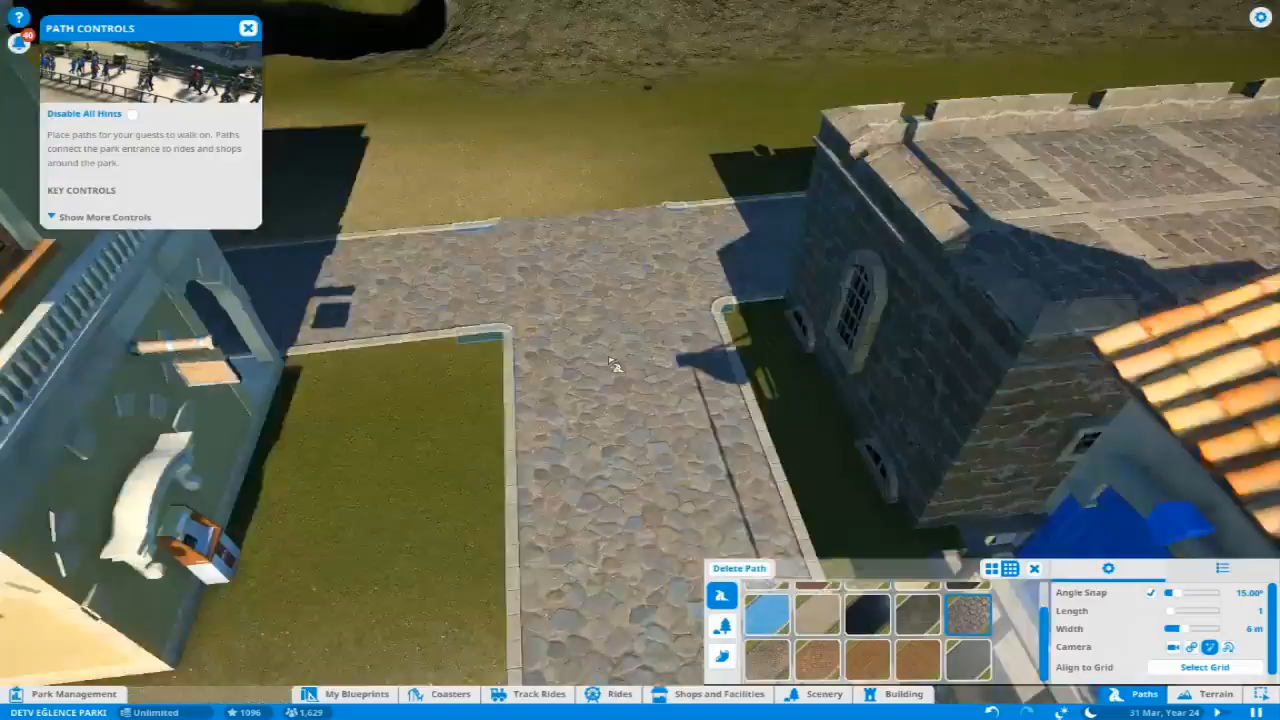 ?
PATH CONTROLS
40
Disable All Hints
Place paths for your guests to walk on. Paths
connect the park entrance to rides and shops
around the park.
KEY CONTROLS
Show More Controls
Delete Path
Angle Snap 15.00°
Length 1
Width 6 m
Camera
Align to Grid Select Grid
Park Management My Blueprints Coasters Track Rides Rides Shops and Facilities Scenery Building Paths Terrain
DETV EĞLENCE PARKI Unlimited 1096 1,629 31 Mar, Year 24